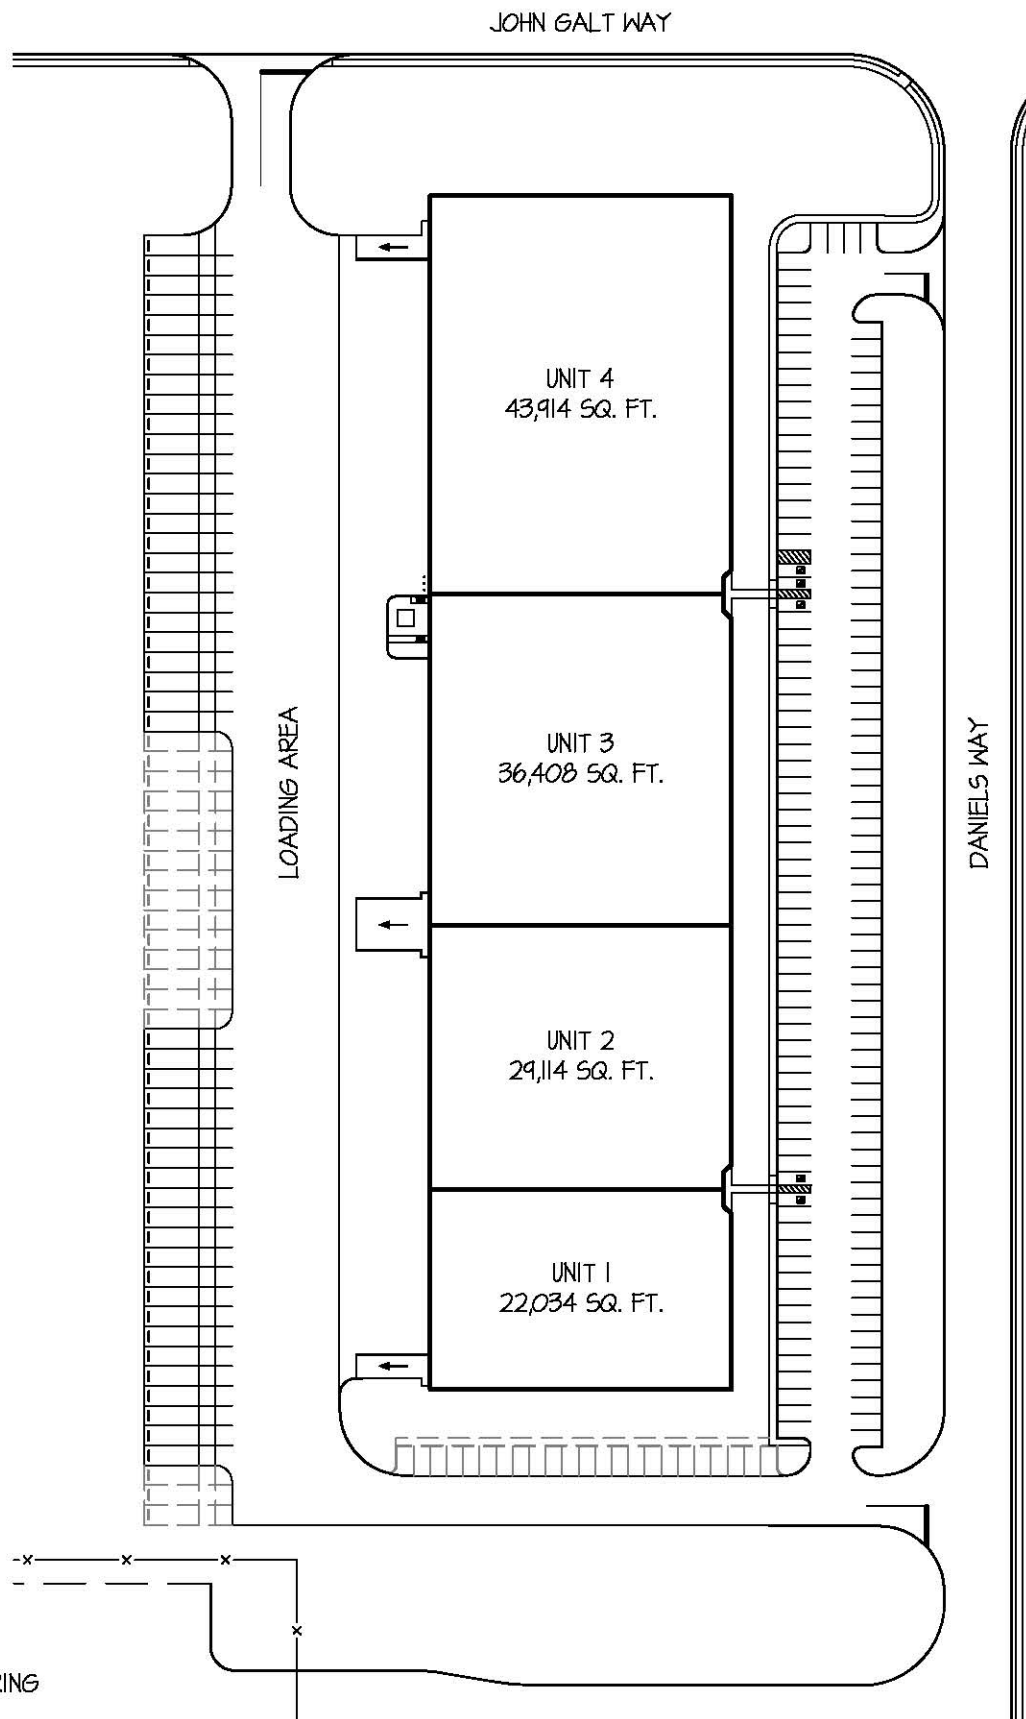 JOHN GALT WAY
UNIT 4
43,914 SQ. FT.
UNIT 3
36,408 SQ. FT.
LOADING AREA
DANIELS WAY
UNIT 2
29,114 SQ. FT.
UNIT 1
22,034 SQ. FT.
RING